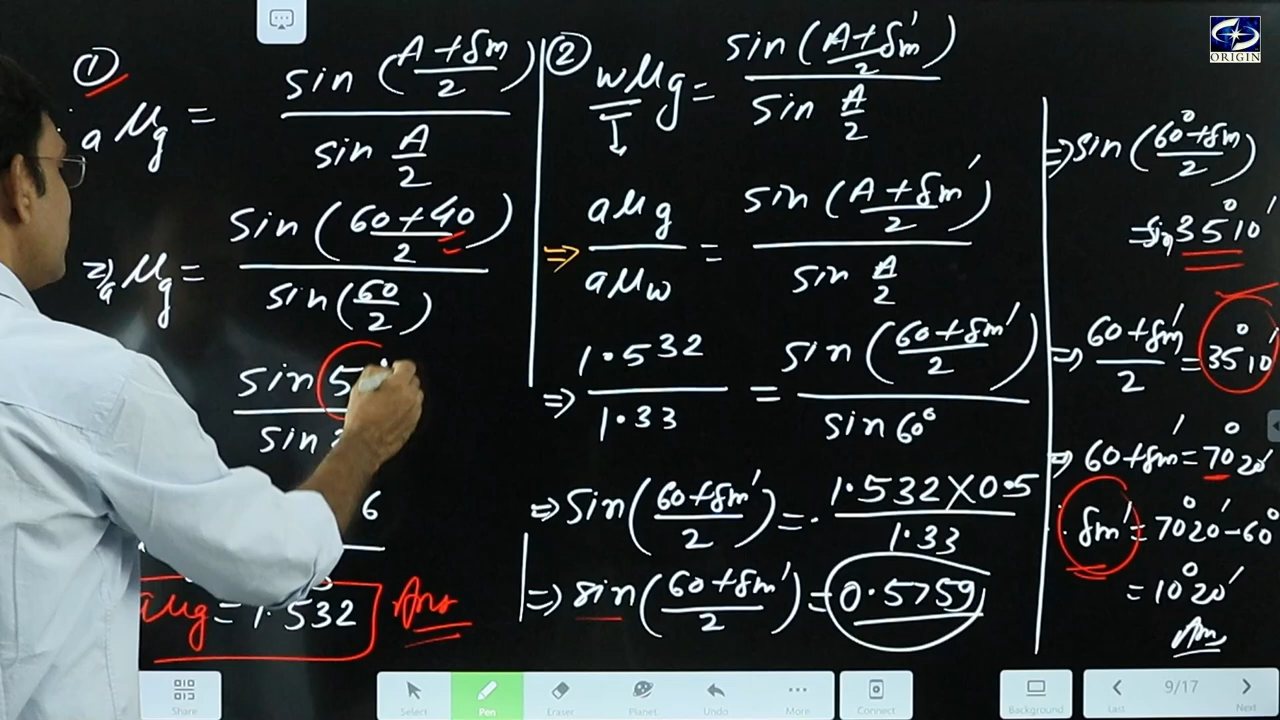 ①
aμg = sin (A+δm/2) / sin A/2
⇒ aμg = sin (60+40/2) / sin (60/2)
sin 5
sin
6
aμg = 1.532 Ans
② wμg = sin (A+δm'/2) / sin A/2
⇒ aμg / aμw = sin (A+δm'/2) / sin A/2
⇒ 1.532 / 1.33 = sin (60+δm'/2) / sin 60°
⇒ sin (60+δm'/2) = 1.532×0.5 / 1.33
⇒ sin (60+δm'/2) = 0.5759
⇒ sin (60°+δm/2)
= sin 35°10'
⇒ 60+δm'/2 = 35°10'
⇒ 60+δm' = 70°20'
δm' = 70°20' - 60°
= 10°20'
Ans
ORIGIN
Share
Select
Pen
Eraser
Planet.
Undo
More
Connect
Background
Last
9/17
Next